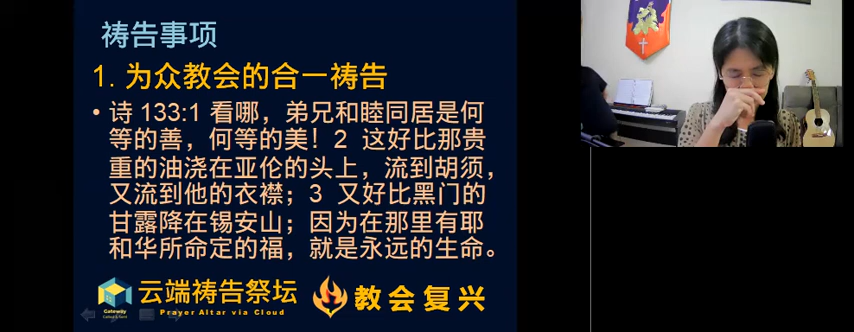 祷告事项
1. 为众教会的合一祷告
• 诗 133:1 看哪，弟兄和睦同居是何
等的善，何等的美！2 这好比那贵
重的油浇在亚伦的头上，流到胡须，
又流到他的衣襟；3 又好比黑门的
甘露降在锡安山；因为在那里有耶
和华所命定的福，就是永远的生命。
云端祷告祭坛
Prayer Altar via Cloud
Gateway
教会复兴